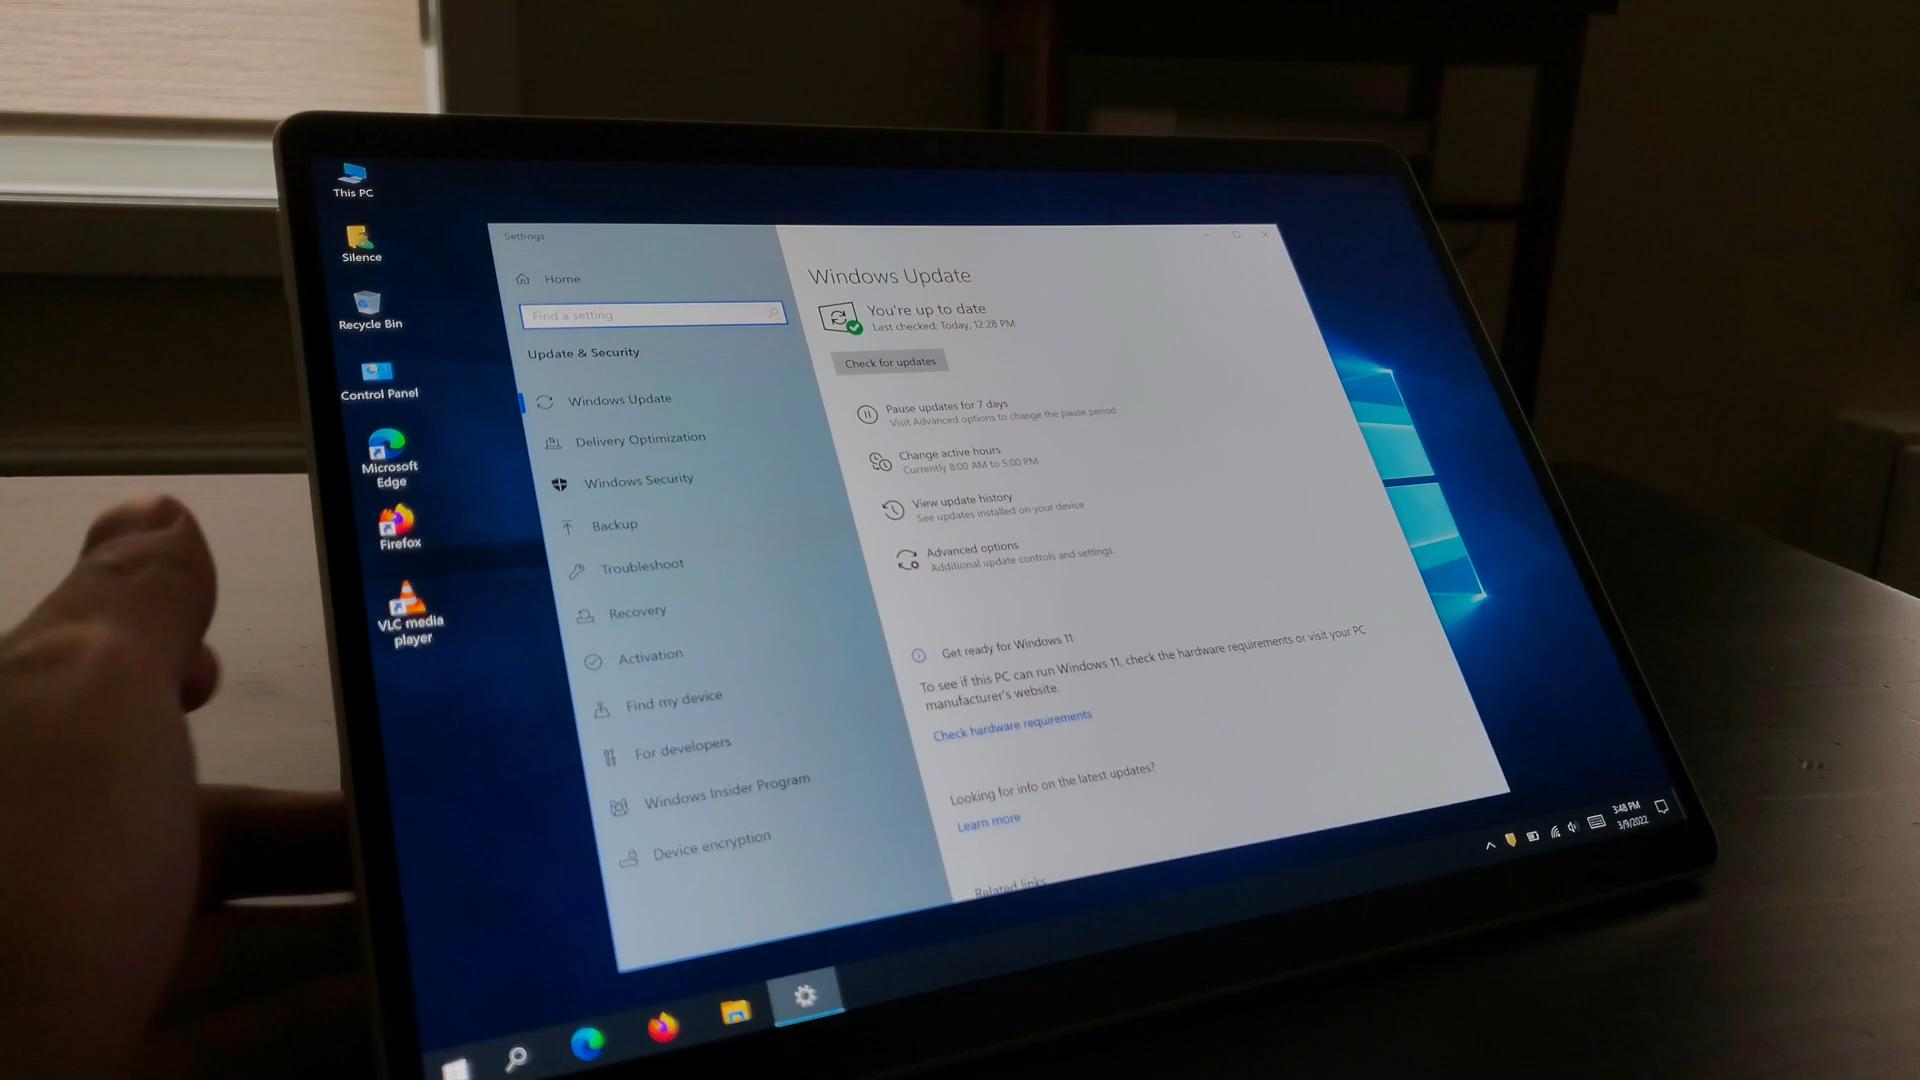 This PC
Silence
Recycle Bin
Control Panel
Microsoft
Edge
Firefox
VLC media
player
Settings
Home
Find a setting
Update & Security
Windows Update
Delivery Optimization
Windows Security
Backup
Troubleshoot
Recovery
Activation
Find my device
For developers
Windows Insider Program
Device encryption
Windows Update
You're up to date
Last checked: Today, 12:28 PM
Check for updates
Pause updates for 7 days
Visit Advanced options to change the pause period
Change active hours
Currently 8:00 AM to 5:00 PM
View update history
See updates installed on your device
Advanced options
Additional update controls and settings
Get ready for Windows 11
To see if this PC can run Windows 11, check the hardware requirements or visit your PC
manufacturer's website.
Check hardware requirements
Looking for info on the latest updates?
Learn more
Related links
3:48 PM
3/9/2022